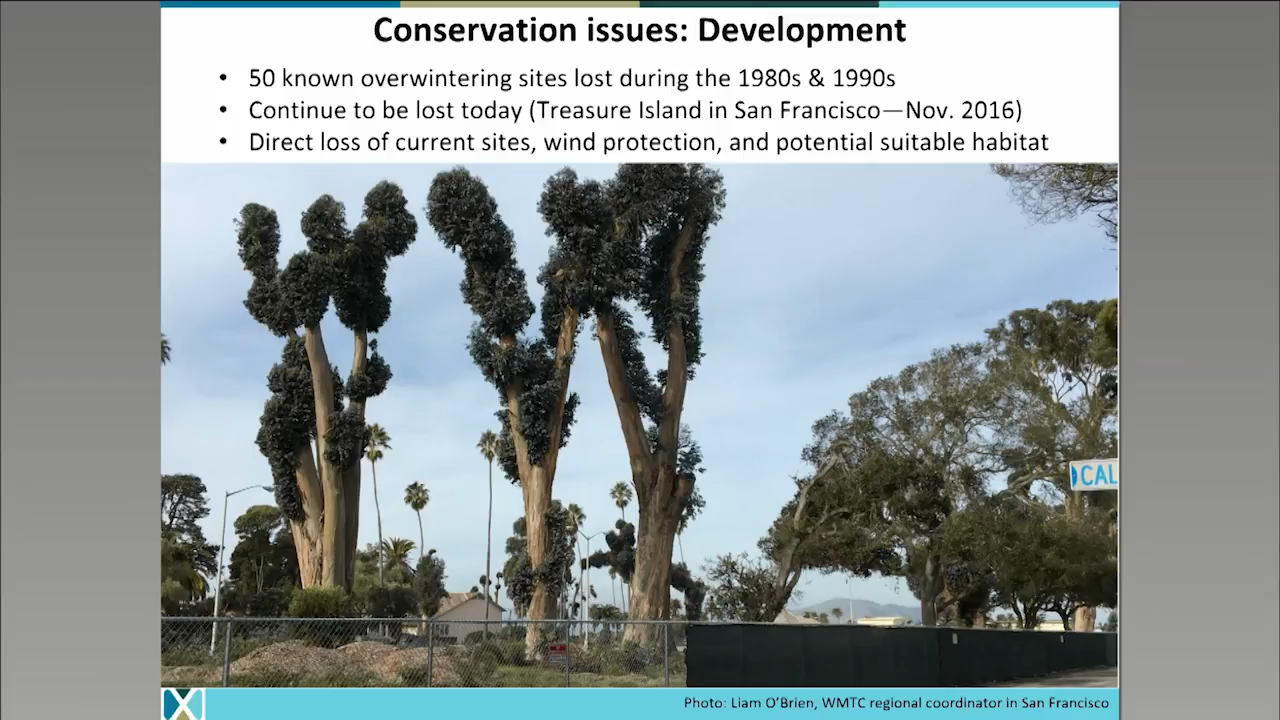 Conservation issues: Development
• 50 known overwintering sites lost during the 1980s & 1990s
• Continue to be lost today (Treasure Island in San Francisco—Nov. 2016)
• Direct loss of current sites, wind protection, and potential suitable habitat
CAL
X
Photo: Liam O'Brien, WMTC regional coordinator in San Francisco